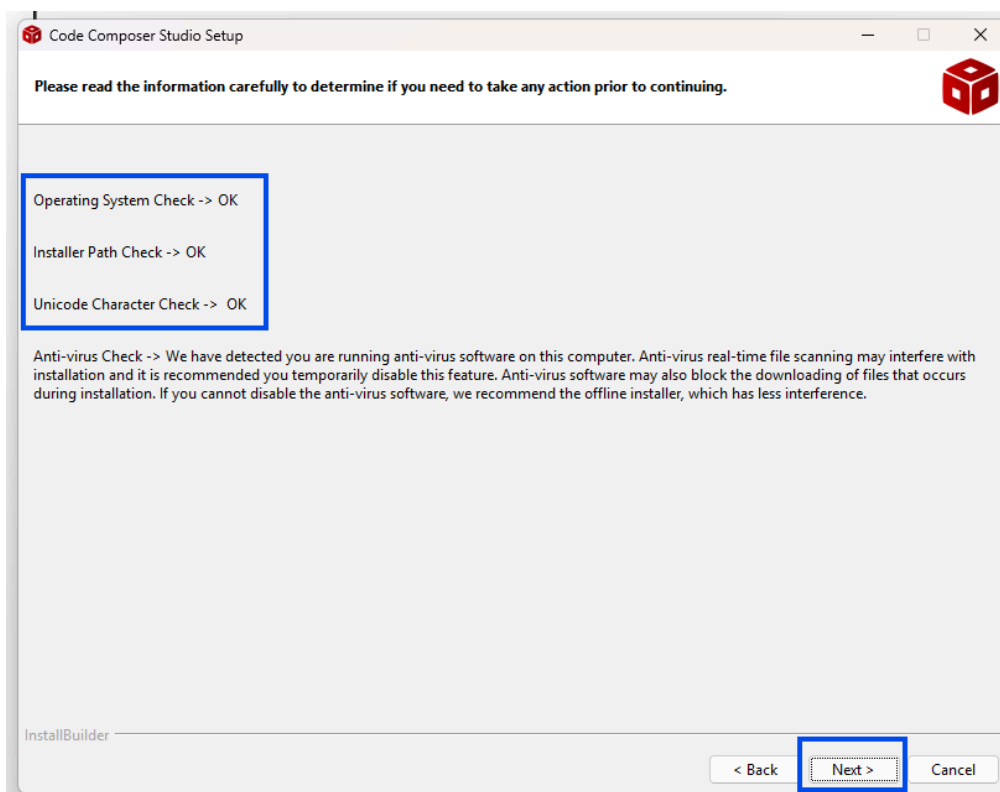 Code Composer Studio Setup
Please read the information carefully to determine if you need to take any action prior to continuing.
Operating System Check -> OK
Installer Path Check -> OK
Unicode Character Check ->  OK
Anti-virus Check -> We have detected you are running anti-virus software on this computer. Anti-virus real-time file scanning may interfere with
installation and it is recommended you temporarily disable this feature. Anti-virus software may also block the downloading of files that occurs
during installation. If you cannot disable the anti-virus software, we recommend the offline installer, which has less interference.
InstallBuilder
< Back
Next >
Cancel